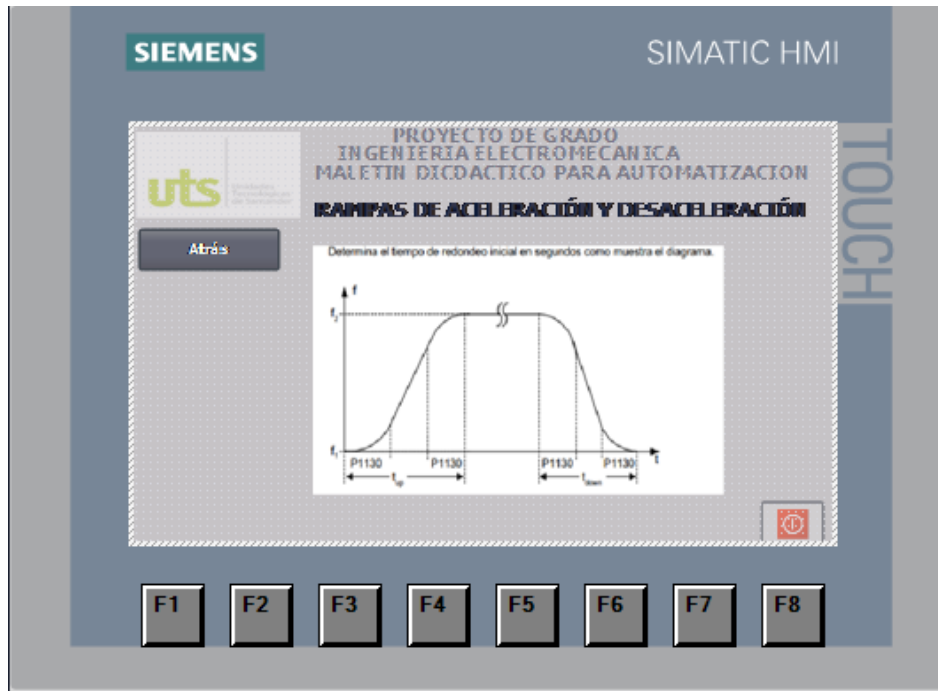 SIEMENS
SIMATIC HMI
TOUCH
PROYECTO DE GRADO
INGENIERIA ELECTROMECANICA
MALETIN DICDACTICO PARA AUTOMATIZACION
uts
RAMPAS DE ACELERACIÓN Y DESACELERACIÓN
Atrás
Determina el tiempo de redondeo inicial en segundos como muestra el diagrama.
f
f2
f1
P1130 P1130 P1130 P1130 t
tup tdown
F1 F2 F3 F4 F5 F6 F7 F8